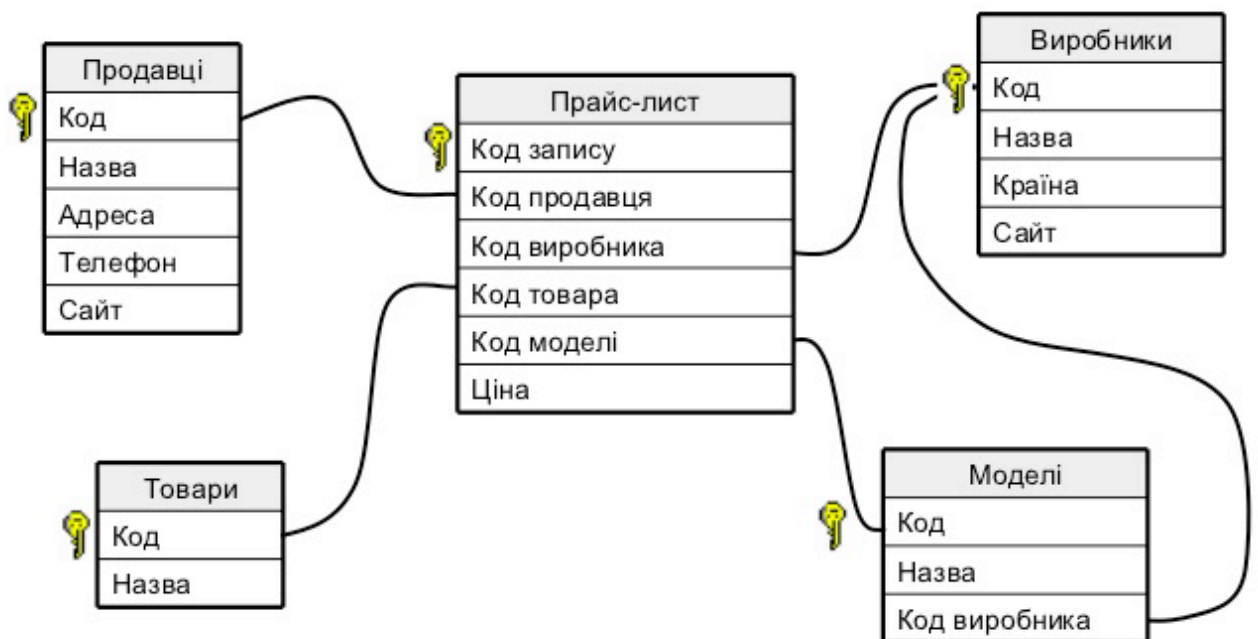 Продавці
Код
Назва
Адреса
Телефон
Сайт
Прайс-лист
Код запису
Код продавця
Код виробника
Код товара
Код моделі
Ціна
Виробники
Код
Назва
Країна
Сайт
Товари
Код
Назва
Моделі
Код
Назва
Код виробника